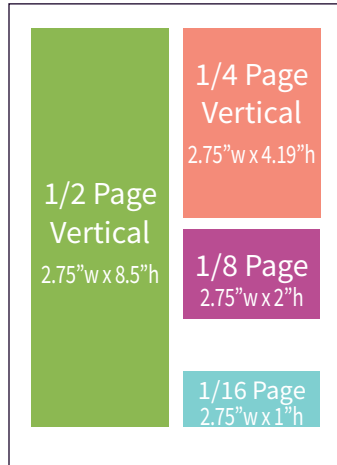 1/2 Page
Vertical
2.75”w x 8.5”h
1/4 Page
Vertical
2.75”w x 4.19”h
1/8 Page
2.75”w x 2”h
1/16 Page
2.75”w x 1”h